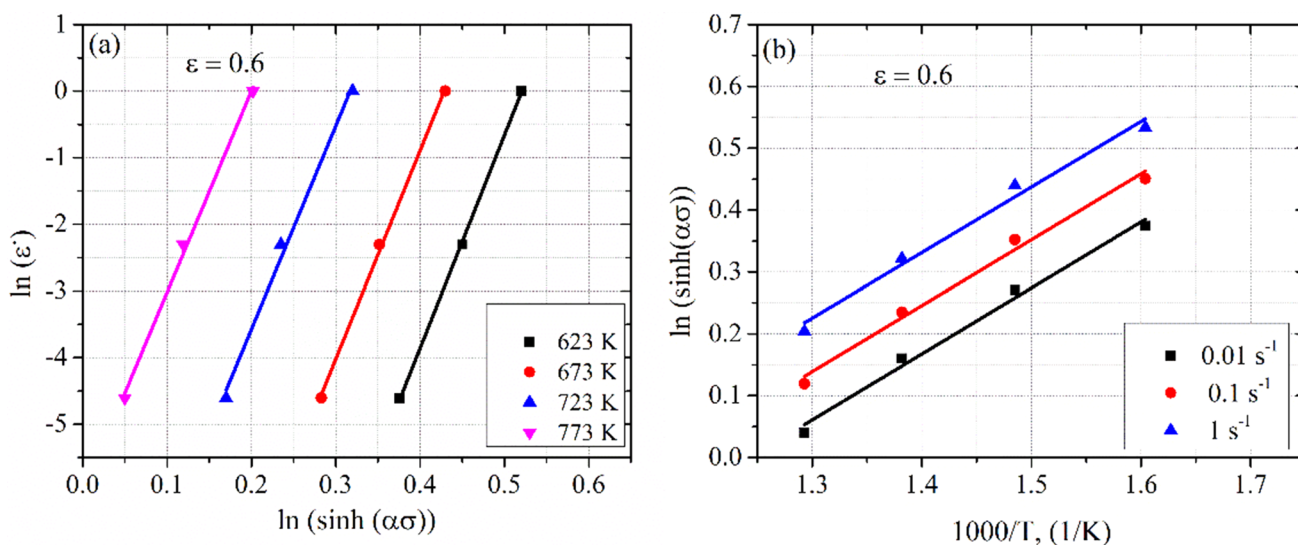 (a)
ε = 0.6
1
0
-1
-2
-3
-4
-5
ln (ε·)
623 K
673 K
723 K
773 K
0.0 0.1 0.2 0.3 0.4 0.5 0.6
ln (sinh (ασ))
(b)
ε = 0.6
0.7
0.6
0.5
0.4
0.3
0.2
0.1
0.0
ln (sinh(ασ))
0.01 s⁻¹
0.1 s⁻¹
1 s⁻¹
1.3 1.4 1.5 1.6 1.7
1000/T, (1/K)